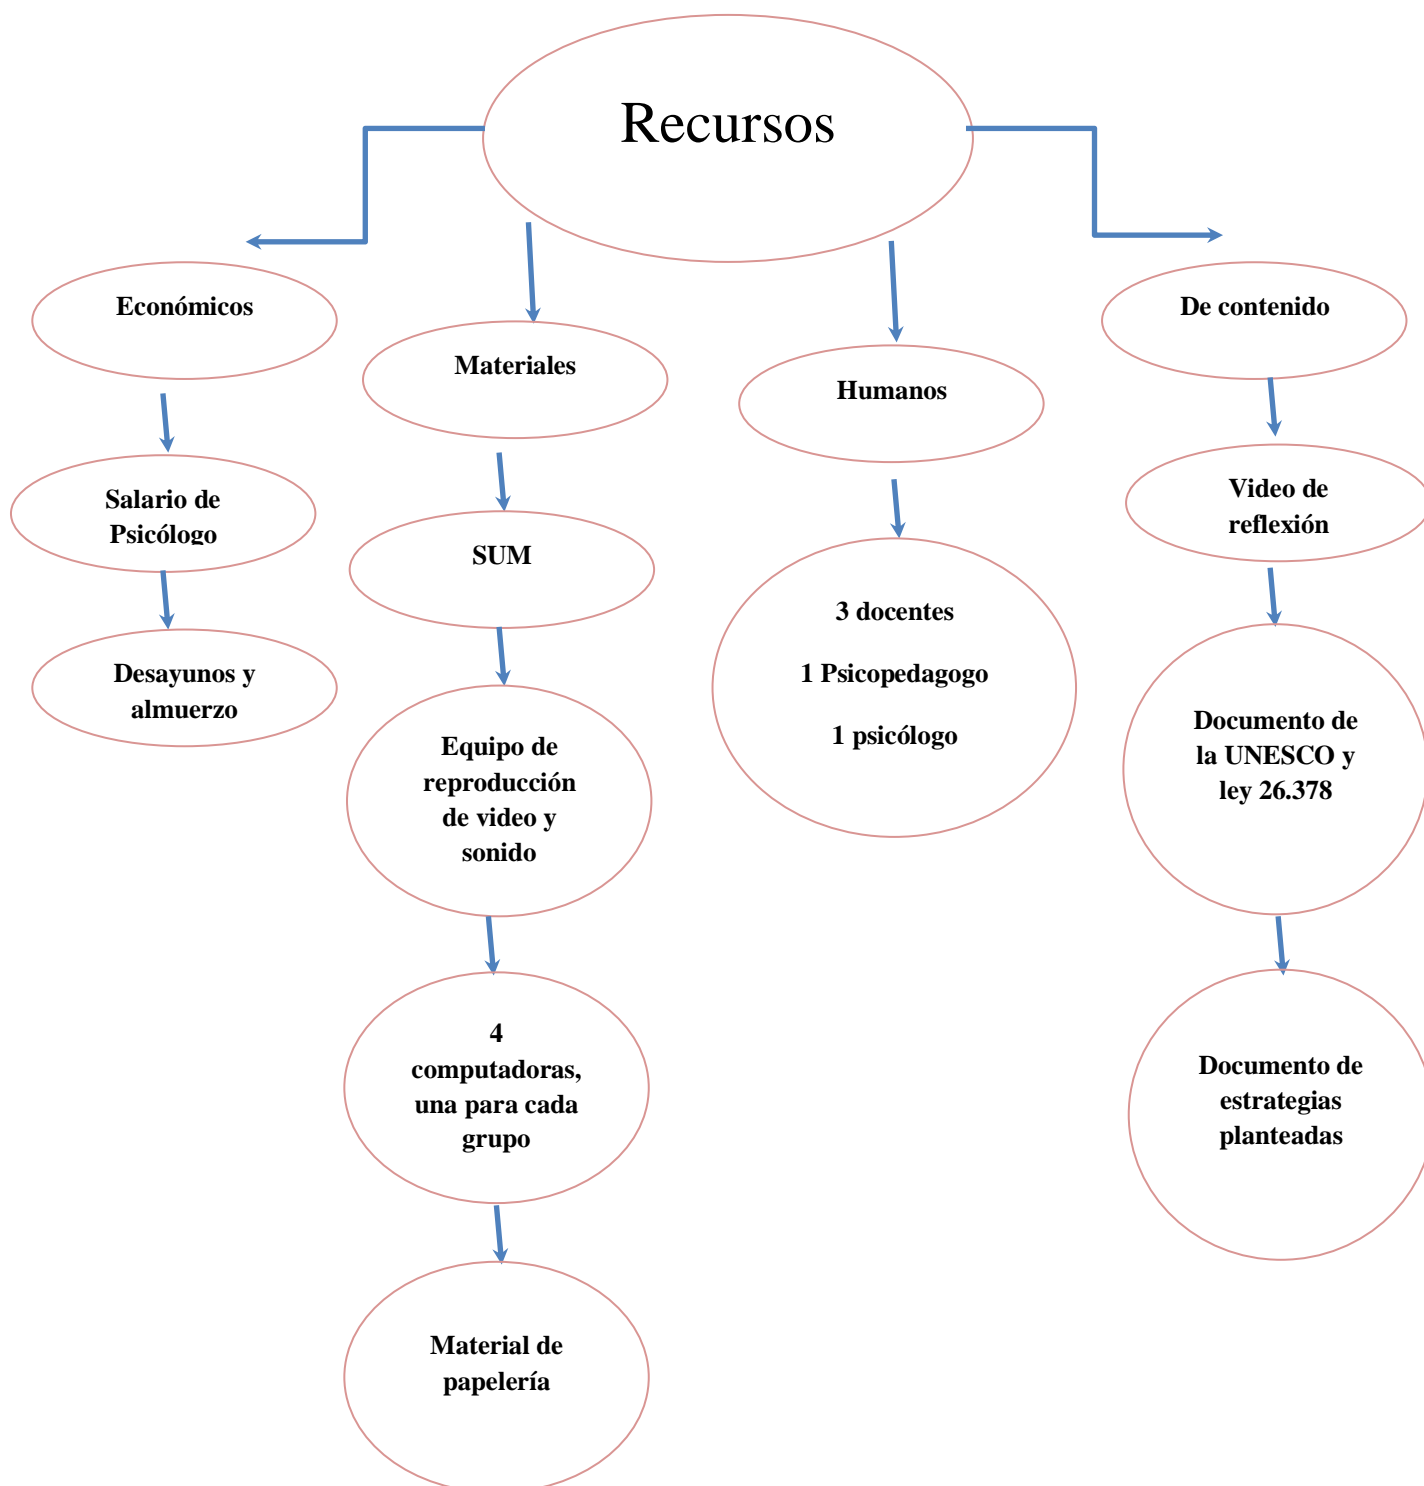 Recursos
Económicos
Salario de
Psicólogo
Desayunos y
almuerzo
Materiales
SUM
Equipo de
reproducción
de video y
sonido
4
computadoras,
una para cada
grupo
Material de
papelería
Humanos
3 docentes
1 Psicopedagogo
1 psicólogo
De contenido
Video de
reflexión
Documento de
la UNESCO y
ley 26.378
Documento de
estrategias
planteadas